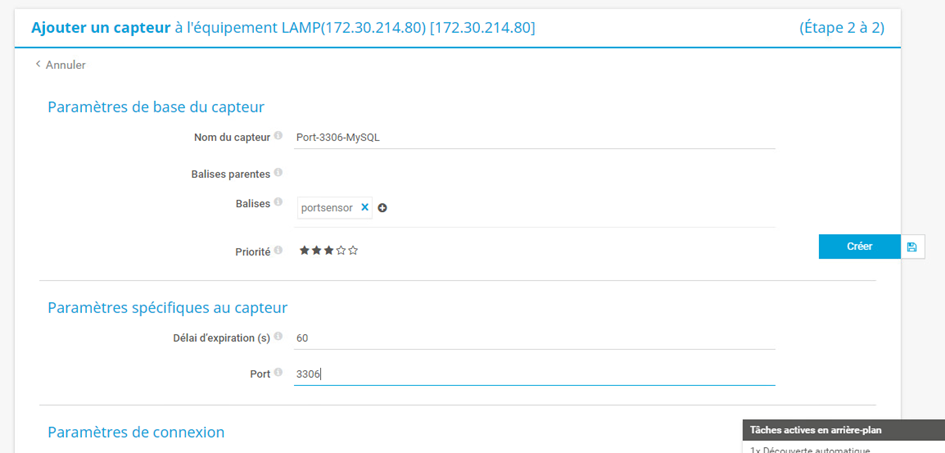 Ajouter un capteur à l'équipement LAMP(172.30.214.80) [172.30.214.80] (Étape 2 à 2)
Annuler
Paramètres de base du capteur
Nom du capteur Port-3306-MySQL
Balises parentes
Balises portsensor
Priorité
Créer
Paramètres spécifiques au capteur
Délai d'expiration (s) 60
Port 3306
Paramètres de connexion
Tâches actives en arrière-plan
1x Découverte automatique